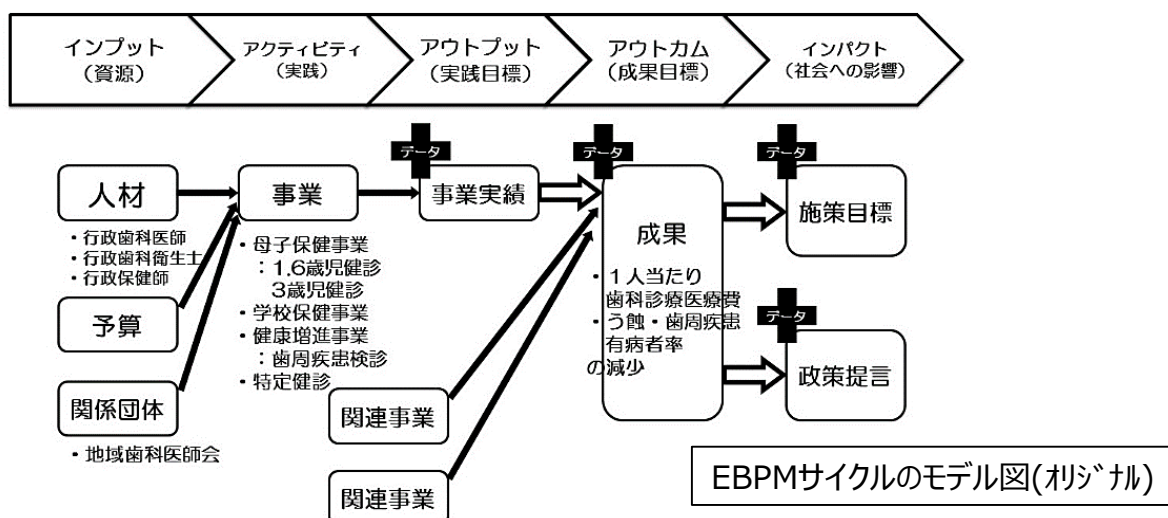 インプット
(資源)
アクティビティ
(実践)
アウトプット
(実践目標)
アウトカム
(成果目標)
インパクト
(社会への影響)
人材
・行政歯科医師
・行政歯科衛生士
・行政保健師
予算
関係団体
・地域歯科医師会
事業
・母子保健事業
:1.6歳児健診
3歳児健診
・学校保健事業
・健康増進事業
:歯周疾患検診
・特定健診
データ
事業実績
関連事業
関連事業
データ
成果
・1人当たり
歯科診療医療費
・う蝕・歯周疾患
有病者率
の減少
データ
施策目標
データ
政策提言
EBPMサイクルのモデル図(ｵﾘｼﾞﾅﾙ)